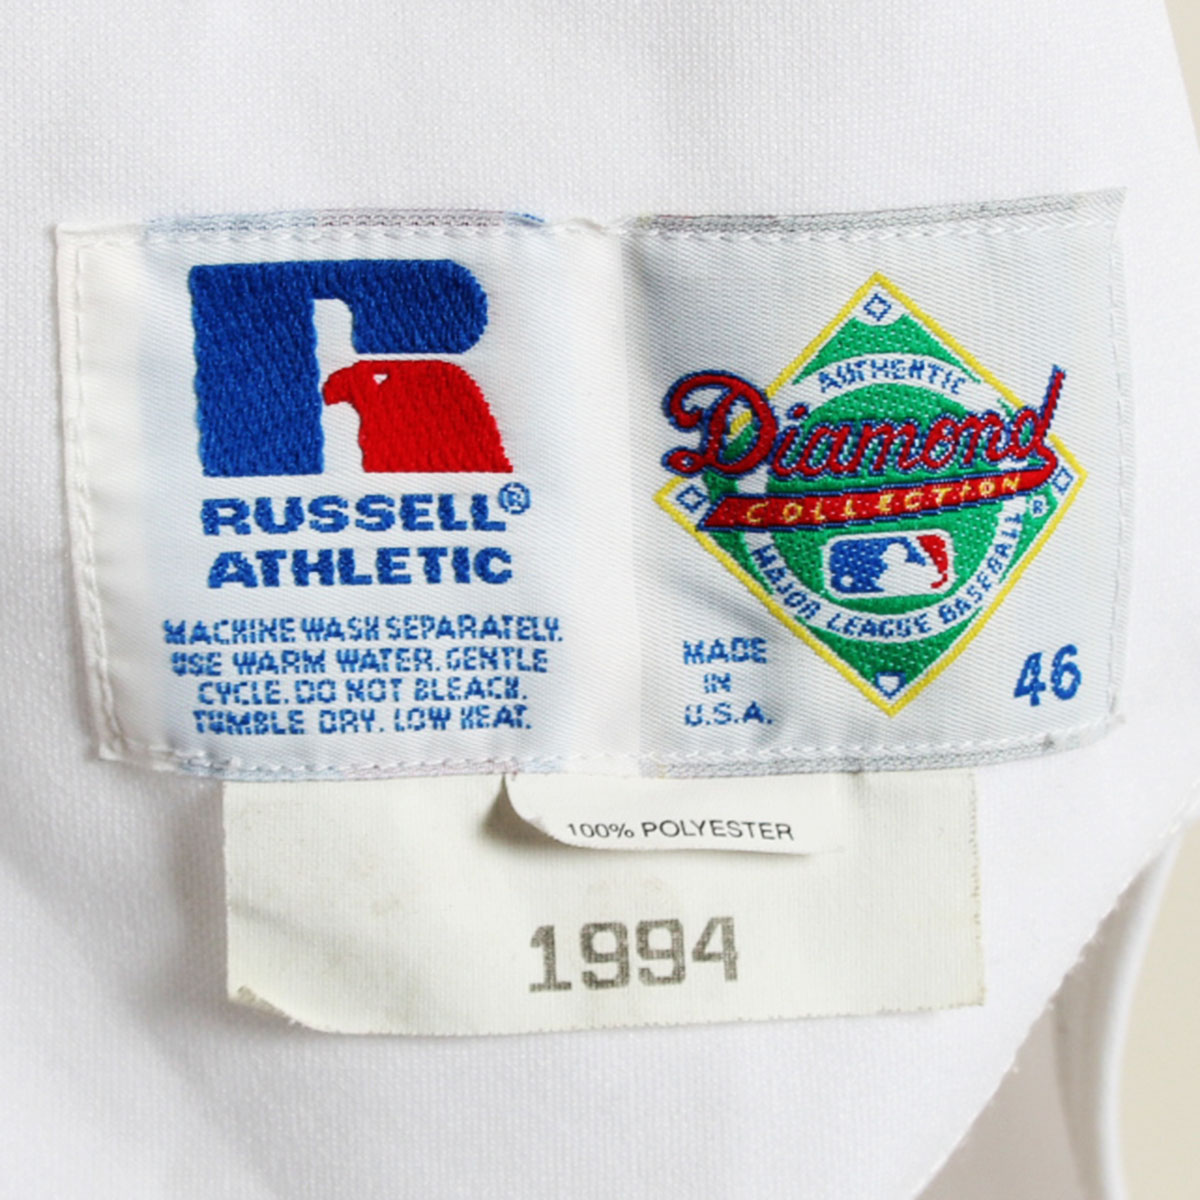 RUSSELL®
ATHLETIC
MACHINE WASH SEPARATELY.
USE WARM WATER. GENTLE
CYCLE. DO NOT BLEACH.
TUMBLE DRY. LOW HEAT.
AUTHENTIC
Diamond
COLLECTION
®
MAJOR LEAGUE BASEBALL
MADE
IN
U.S.A.
46
100% POLYESTER
1994